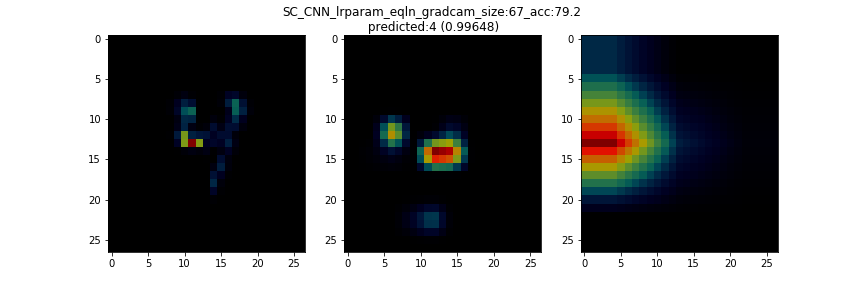 SC_CNN_lrparam_eqln_gradcam_size:67_acc:79.2
predicted:4 (0.99648)
0 0 0
5 5 5
10 10 10
15 15 15
20 20 20
25 25 25
0 5 10 15 20 25 0 5 10 15 20 25 0 5 10 15 20 25